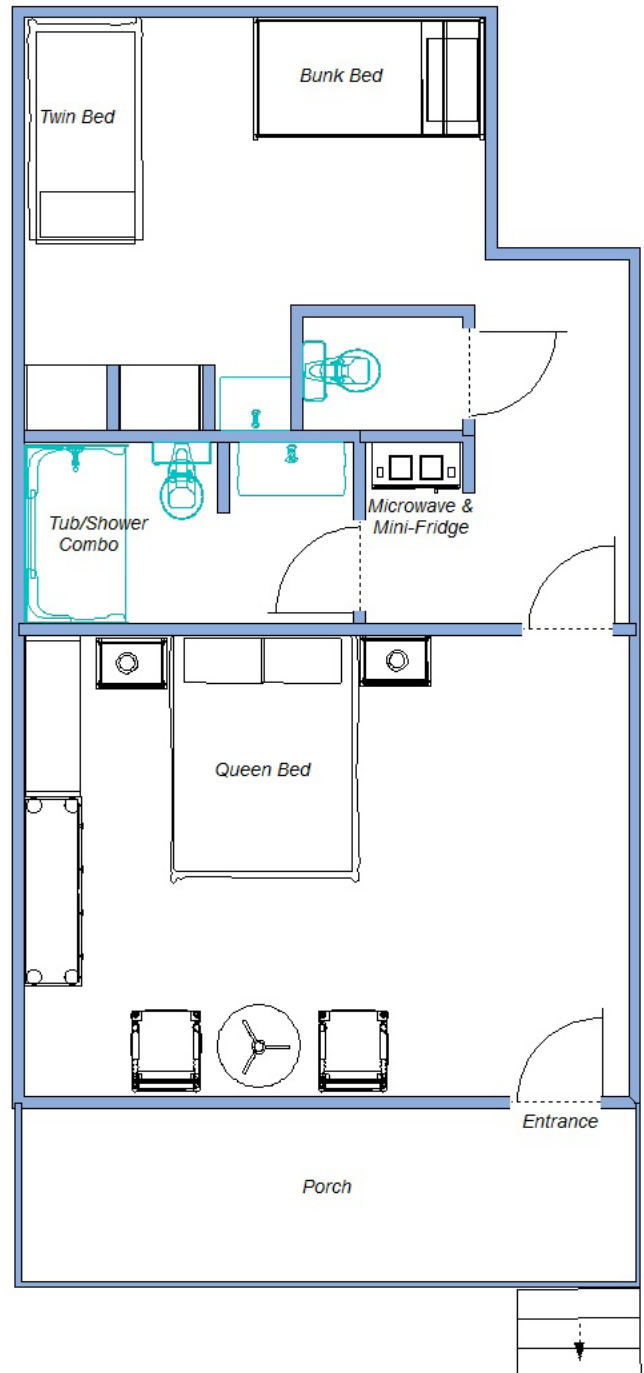 Bunk Bed
Twin Bed
Microwave &
Mini-Fridge
Tub/Shower
Combo
Queen Bed
Entrance
Porch